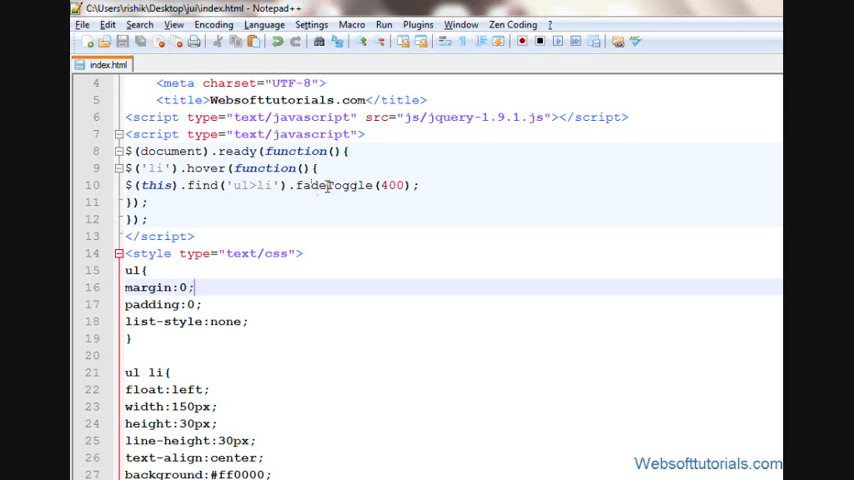 C:\Users\rishik\Desktop\jui\index.html - Notepad++
File Edit Search View Encoding Language Settings Macro Run Plugins Window Zen Coding ?
index.html
4 <meta charset="UTF-8">
5 <title>Websofttutorials.com</title>
6 <script type="text/javascript" src="js/jquery-1.9.1.js"></script>
7 <script type="text/javascript">
8 $(document).ready(function(){
9 $('li').hover(function(){
10 $(this).find('ul>li').fadeToggle(400);
11 });
12 });
13 </script>
14 <style type="text/css">
15 ul{
16 margin:0;
17 padding:0;
18 list-style:none;
19 }
20
21 ul li{
22 float:left;
23 width:150px;
24 height:30px;
25 line-height:30px;
26 text-align:center;
27 background:#ff0000;
Websofttutorials.com